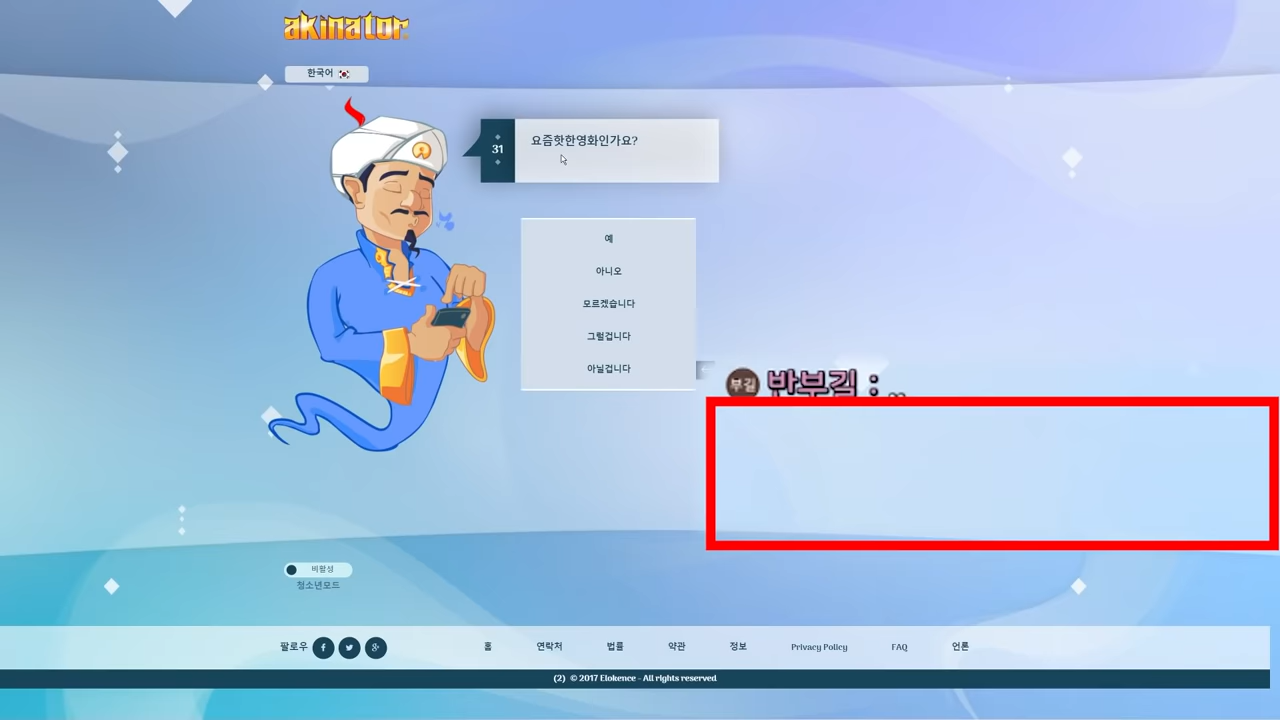 akinator
한국어
31
요즘핫한영화인가요?
예
아니오
모르겠습니다
그럴겁니다
아닐겁니다
부길
바부길 : ..
비활성
청소년모드
팔로우 홈 연락처 법률 약관 정보 Privacy Policy FAQ 언론
(2) © 2017 Elokence - All rights reserved